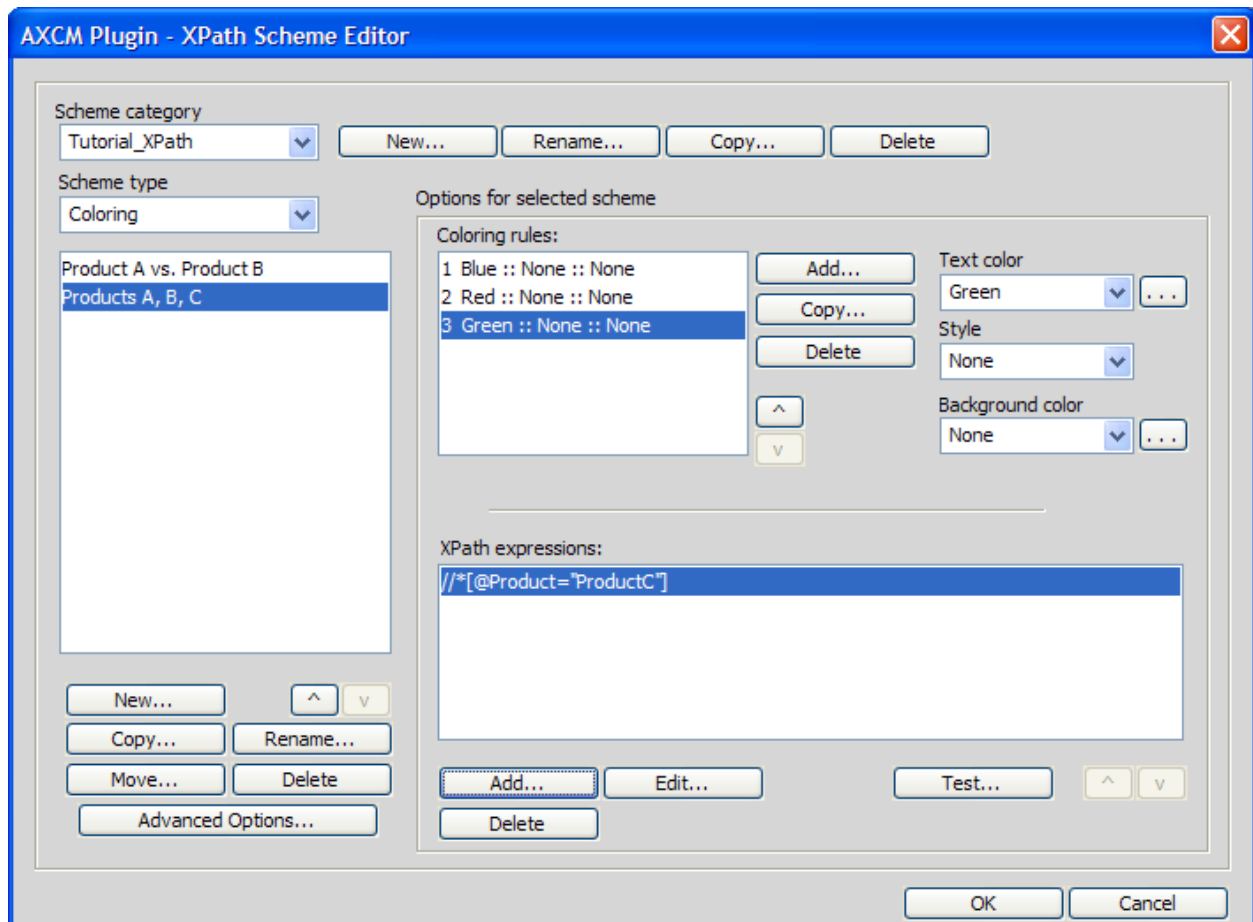 AXCM Plugin - XPath Scheme Editor
Scheme category
Tutorial_XPath
New...
Rename...
Copy...
Delete
Scheme type
Coloring
Product A vs. Product B
Products A, B, C
New...
^
v
Copy...
Rename...
Move...
Delete
Advanced Options...
Options for selected scheme
Coloring rules:
1 Blue :: None :: None
2 Red :: None :: None
3 Green :: None :: None
Add...
Copy...
Delete
^
v
Text color
Green
...
Style
None
Background color
None
...
XPath expressions:
//*[@Product="ProductC"]
Add...
Edit...
Test...
^
v
Delete
OK
Cancel